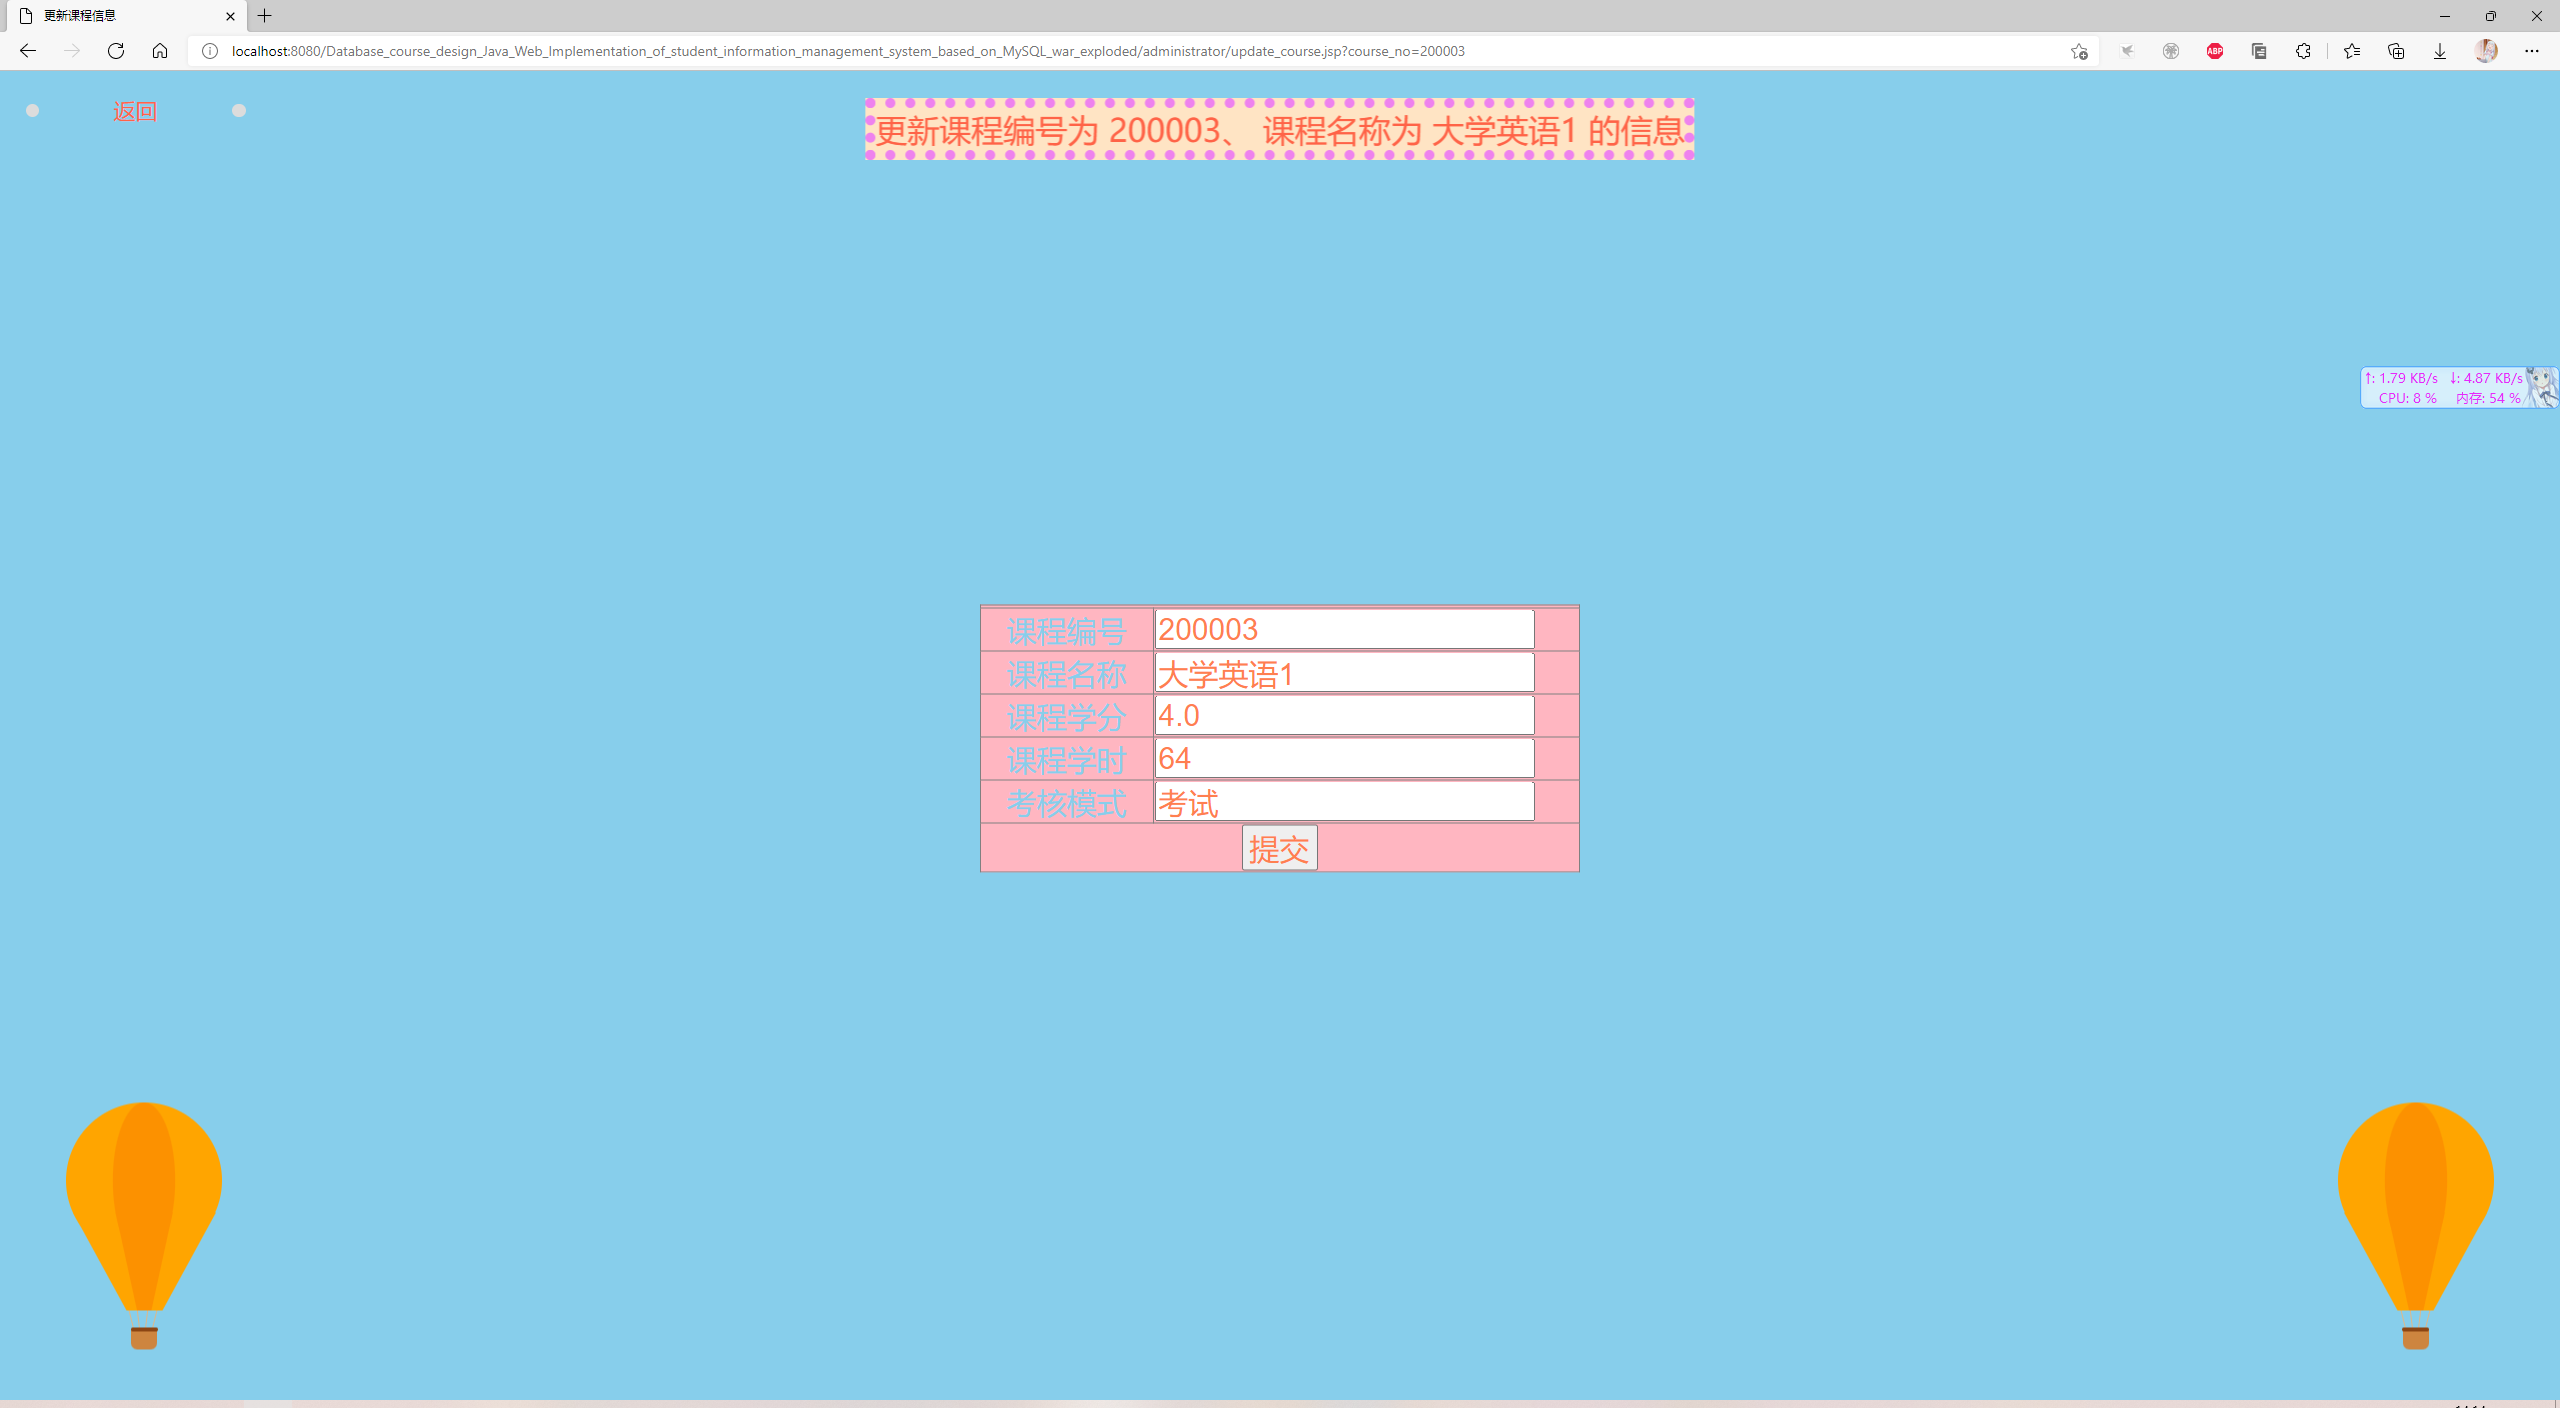 更新课程信息
localhost:8080/Database_course_design_Java_Web_Implementation_of_student_information_management_system_based_on_MySQL_war_exploded/administrator/update_course.jsp?course_no=200003
ABP
返回
更新课程编号为 200003、 课程名称为 大学英语1 的信息
↑: 1.79 KB/s ↓: 4.87 KB/s
CPU: 8 % 内存: 54 %
课程编号 200003
课程名称 大学英语1
课程学分 4.0
课程学时 64
考核模式 考试
提交